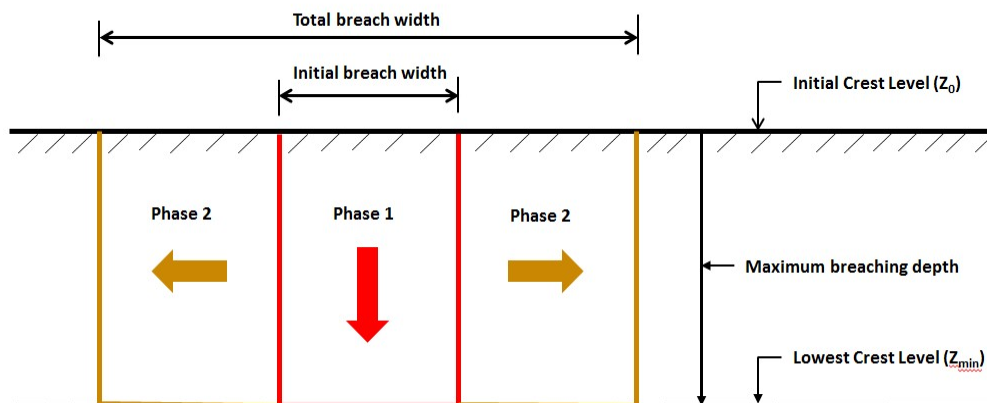 Total breach width
Initial breach width
Initial Crest Level (Z0)
Phase 2
Phase 1
Phase 2
Maximum breaching depth
Lowest Crest Level (Zmin)